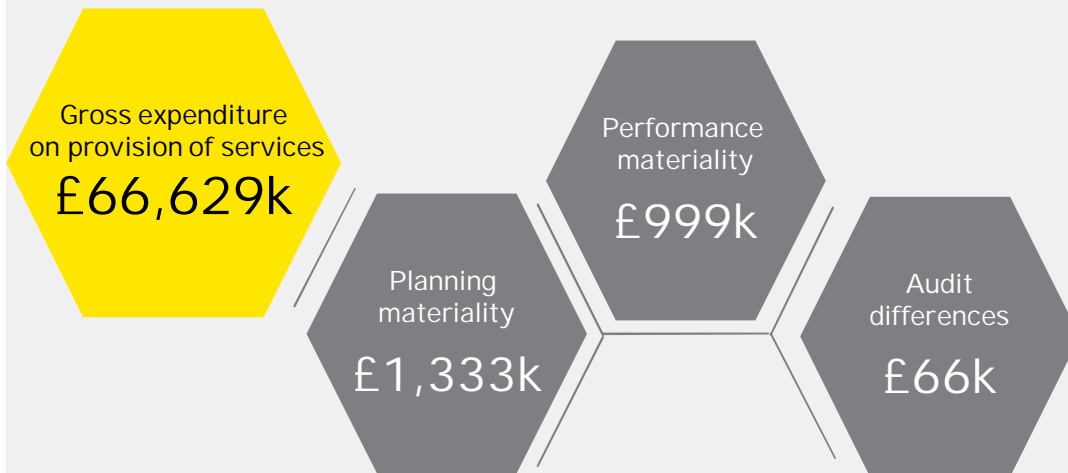 Gross expenditure
on provision of services
£66,629k
Planning
materiality
£1,333k
Performance
materiality
£999k
Audit
differences
£66k